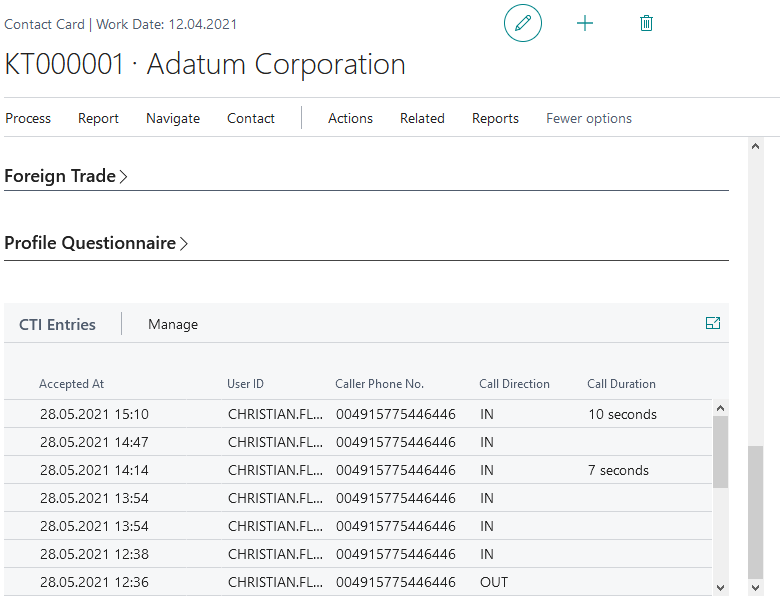 Contact Card | Work Date: 12.04.2021
KT000001 · Adatum Corporation
Process Report Navigate Contact Actions Related Reports Fewer options
Foreign Trade
Profile Questionnaire
CTI Entries Manage
Accepted At User ID Caller Phone No. Call Direction Call Duration
28.05.2021 15:10 CHRISTIAN.FL... 004915775446446 IN 10 seconds
28.05.2021 14:47 CHRISTIAN.FL... 004915775446446 IN
28.05.2021 14:14 CHRISTIAN.FL... 004915775446446 IN 7 seconds
28.05.2021 13:54 CHRISTIAN.FL... 004915775446446 IN
28.05.2021 13:54 CHRISTIAN.FL... 004915775446446 IN
28.05.2021 12:38 CHRISTIAN.FL... 004915775446446 IN
28.05.2021 12:36 CHRISTIAN.FL... 004915775446446 OUT